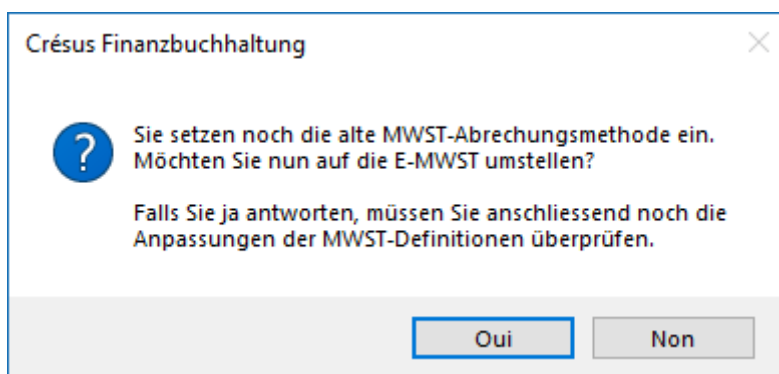 Crésus Finanzbuchhaltung
Sie setzen noch die alte MWST-Abrechungsmethode ein.
Möchten Sie nun auf die E-MWST umstellen?
Falls Sie ja antworten, müssen Sie anschliessend noch die
Anpassungen der MWST-Definitionen überprüfen.
Oui
Non